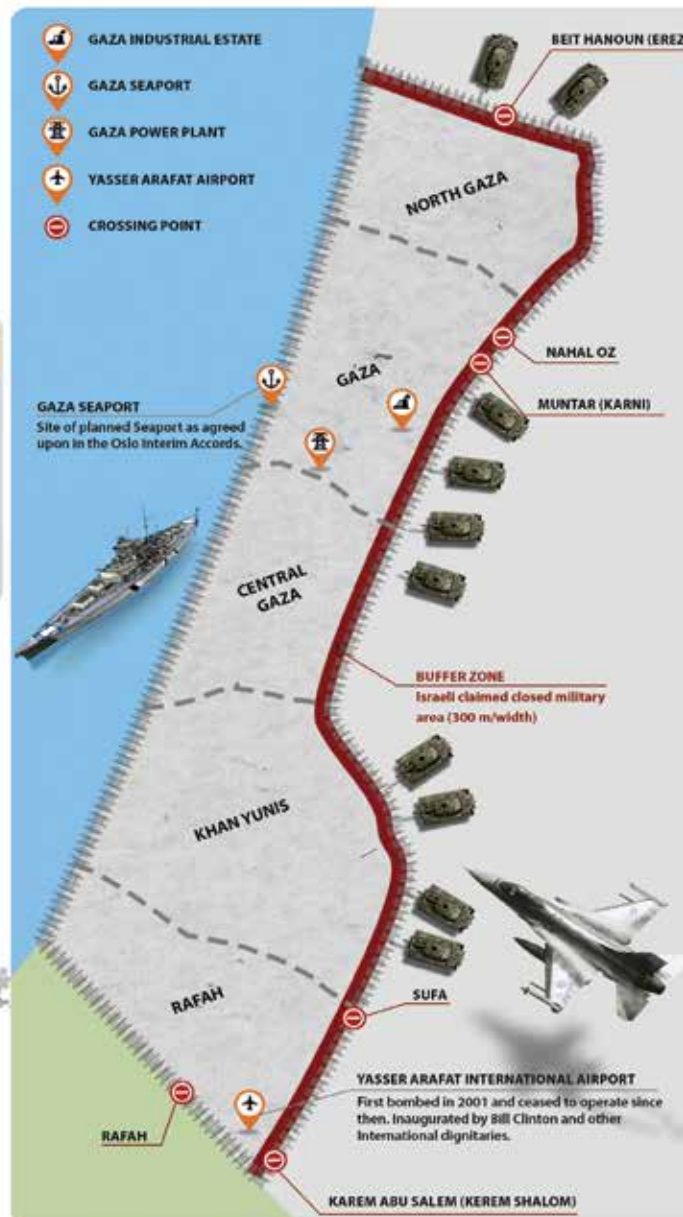 GAZA INDUSTRIAL ESTATE
GAZA SEAPORT
GAZA POWER PLANT
YASSER ARAFAT AIRPORT
CROSSING POINT
BEIT HANOUN (EREZ
NORTH GAZA
NAHAL OZ
MUNTAR (KARNI)
GAZA
GAZA SEAPORT
Site of planned Seaport as agreed
upon in the Oslo Interim Accords.
CENTRAL
GAZA
BUFFER ZONE
Israeli claimed closed military
area (300 m/width)
KHAN YUNIS
RAFAH
SUFA
YASSER ARAFAT INTERNATIONAL AIRPORT
First bombed in 2001 and ceased to operate since
then. Inaugurated by Bill Clinton and other
International dignitaries.
RAFAH
KAREM ABU SALEM (KEREM SHALOM)